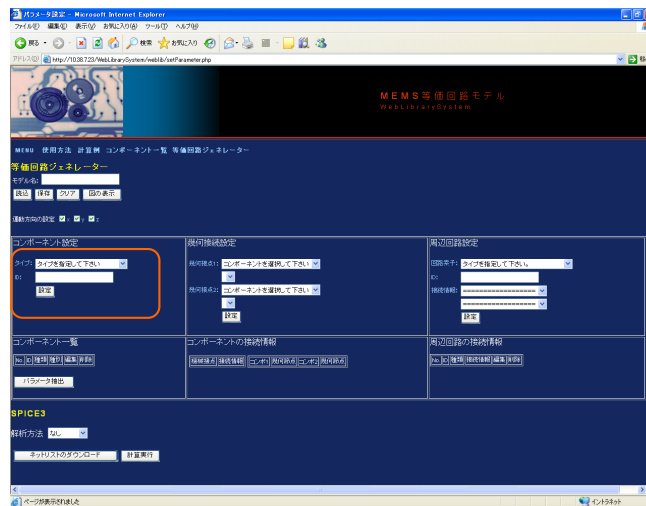 パラメータ設定 - Microsoft Internet Explorer
ファイル(F) 編集(E) 表示(V) お気に入り(A) ツール(T) ヘルプ(H)
戻る 検索 お気に入り
アドレス(D) http://10.38.7.23/WebLibrarySystem/weblib/setParameter.php 移動
MEMS等価回路モデル
WebLibrarySystem
MENU 使用方法 計算例 コンポーネント一覧 等価回路ジェネレーター
等価回路ジェネレーター
モデル名:
読込 保存 クリア 図の表示
運動方向の設定 x y z
コンポーネント設定
タイプ: タイプを指定して下さい
ID:
設定
幾何接続設定
幾何接点1: コンポーネントを選択して下さい
幾何接点2: コンポーネントを選択して下さい
設定
周辺回路設定
回路素子: タイプを指定して下さい。
ID:
接続情報: ==================
==================
設定
コンポーネント一覧
No. ID 種類 種別 編集 削除
パラメータ抽出
コンポーネントの接続情報
機械接点 接続情報 コンポ1 幾何節点 コンポ2 幾何節点
周辺回路の接続情報
No. ID 種類 接続情報 編集 削除
SPICE3
解析方法 なし
ネットリストのダウンロード 計算実行
ページが表示されました イントラネット